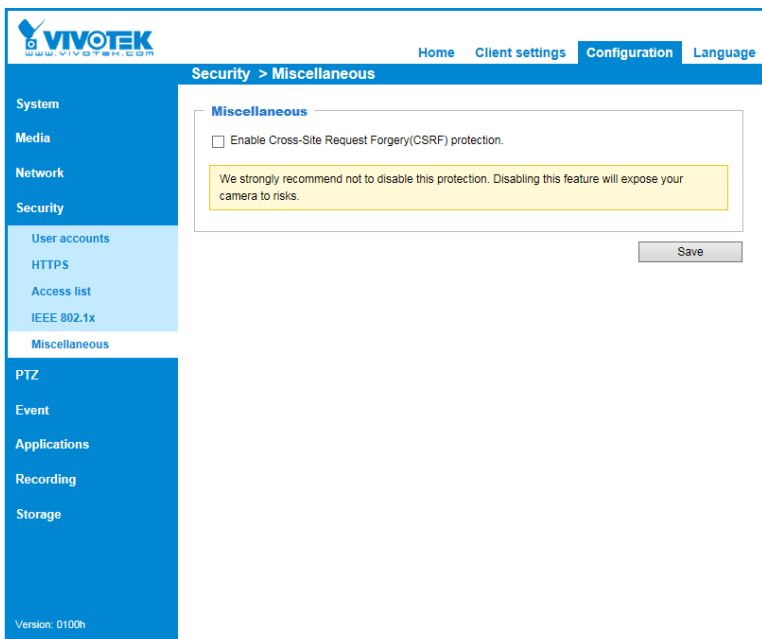 VIVOTEK
www.vivotek.com
Home Client settings Configuration Language
Security > Miscellaneous
System
Media
Network
Security
User accounts
HTTPS
Access list
IEEE 802.1x
Miscellaneous
PTZ
Event
Applications
Recording
Storage
Version: 0100h
Miscellaneous
Enable Cross-Site Request Forgery(CSRF) protection.
We strongly recommend not to disable this protection. Disabling this feature will expose your
camera to risks.
Save